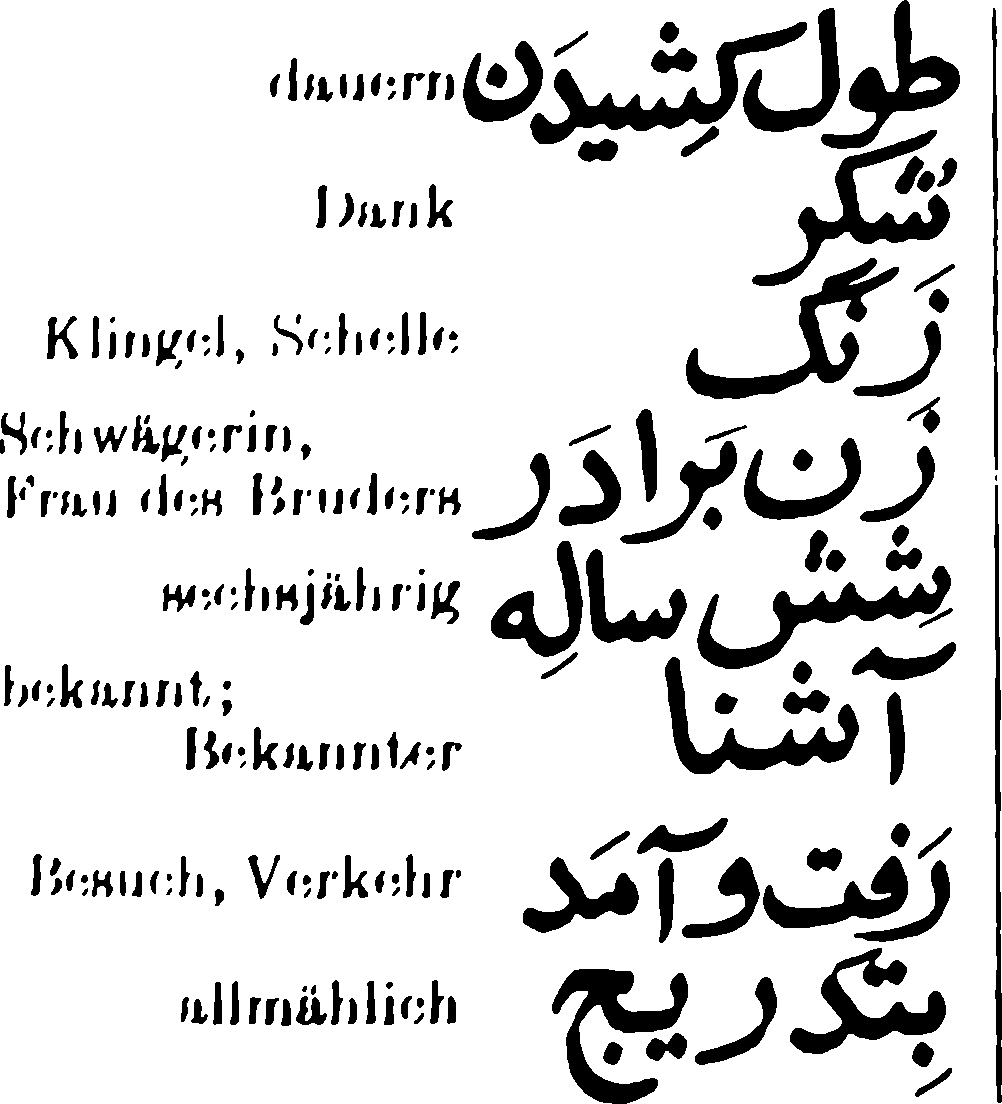 dauern طول کِشیدَن
Dank تَشَکر
Klingel, Schelle زَنگ
Schwägerin,
Frau des Bruders زَن بَرادَر
sechsjährig شِش سالِه
bekannt;
Bekannter آشنا
Besuch, Verkehr رَفت و آمَد
allmählich بِتَدریج